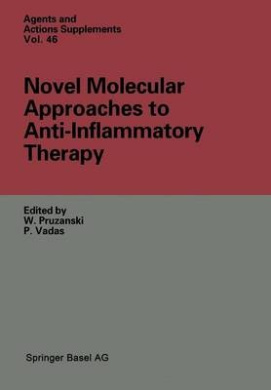 Agents and
Actions Supplements
Vol. 46
Novel Molecular
Approaches to
Anti-Inflammatory
Therapy
Edited by
W. Pruzanski
P. Vadas
Springer Basel AG